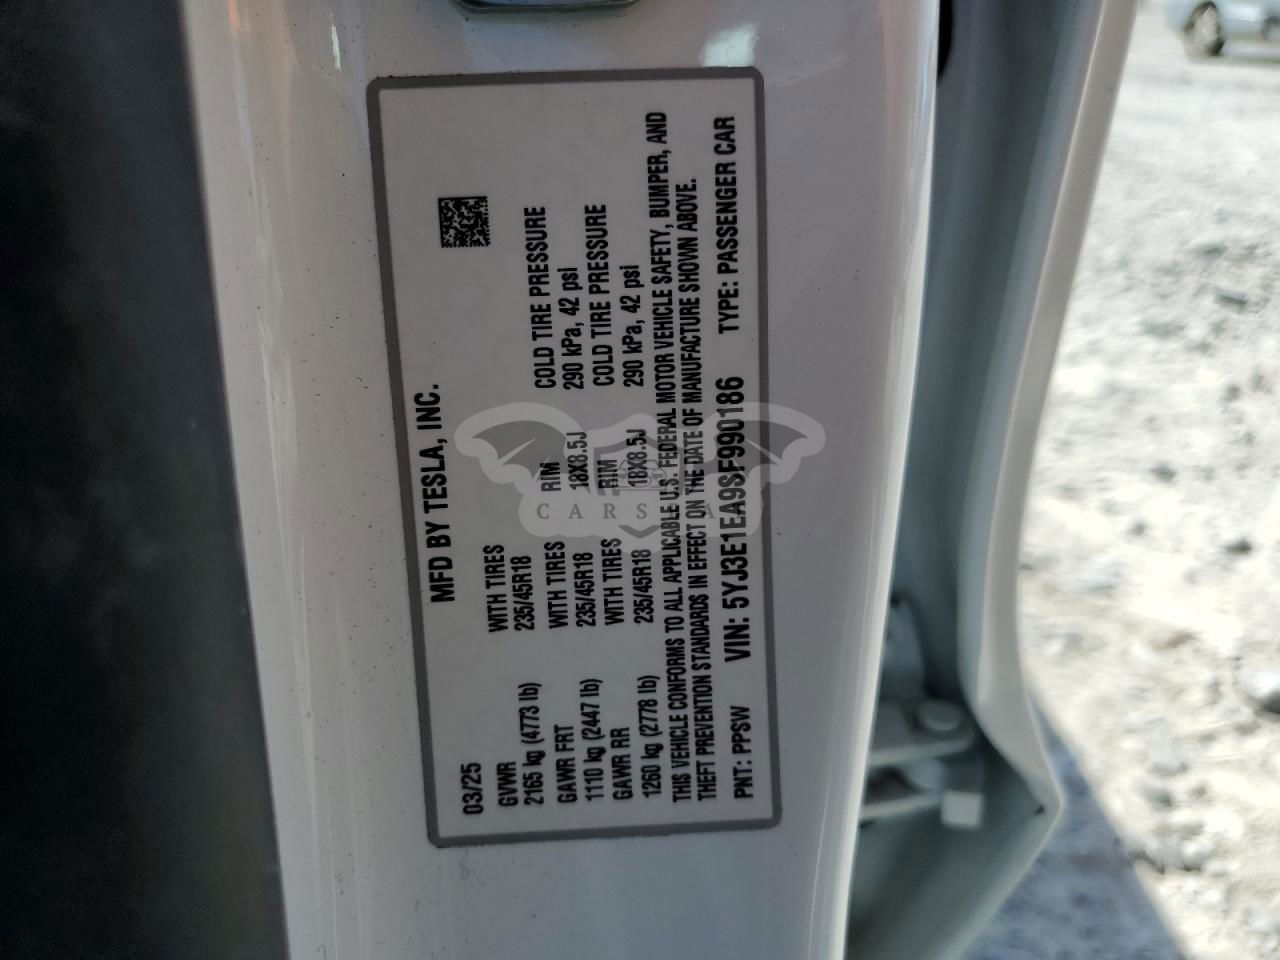 MFD BY TESLA, INC.
03/25
GVWR WITH TIRES
2165 kg (4773 lb) 235/45R18
GAWR FRT WITH TIRES RIM COLD TIRE PRESSURE
1110 kg (2447 lb) 235/45R18 18X8.5J 290 kPa, 42 psi
GAWR RR WITH TIRES RIM COLD TIRE PRESSURE
1260 kg (2778 lb) 235/45R18 18X8.5J 290 kPa, 42 psi
THIS VEHICLE CONFORMS TO ALL APPLICABLE U.S. FEDERAL MOTOR VEHICLE SAFETY, BUMPER, AND
THEFT PREVENTION STANDARDS IN EFFECT ON THE DATE OF MANUFACTURE SHOWN ABOVE.
PNT: PPSW VIN: 5YJ3E1EA9SF990186 TYPE: PASSENGER CAR